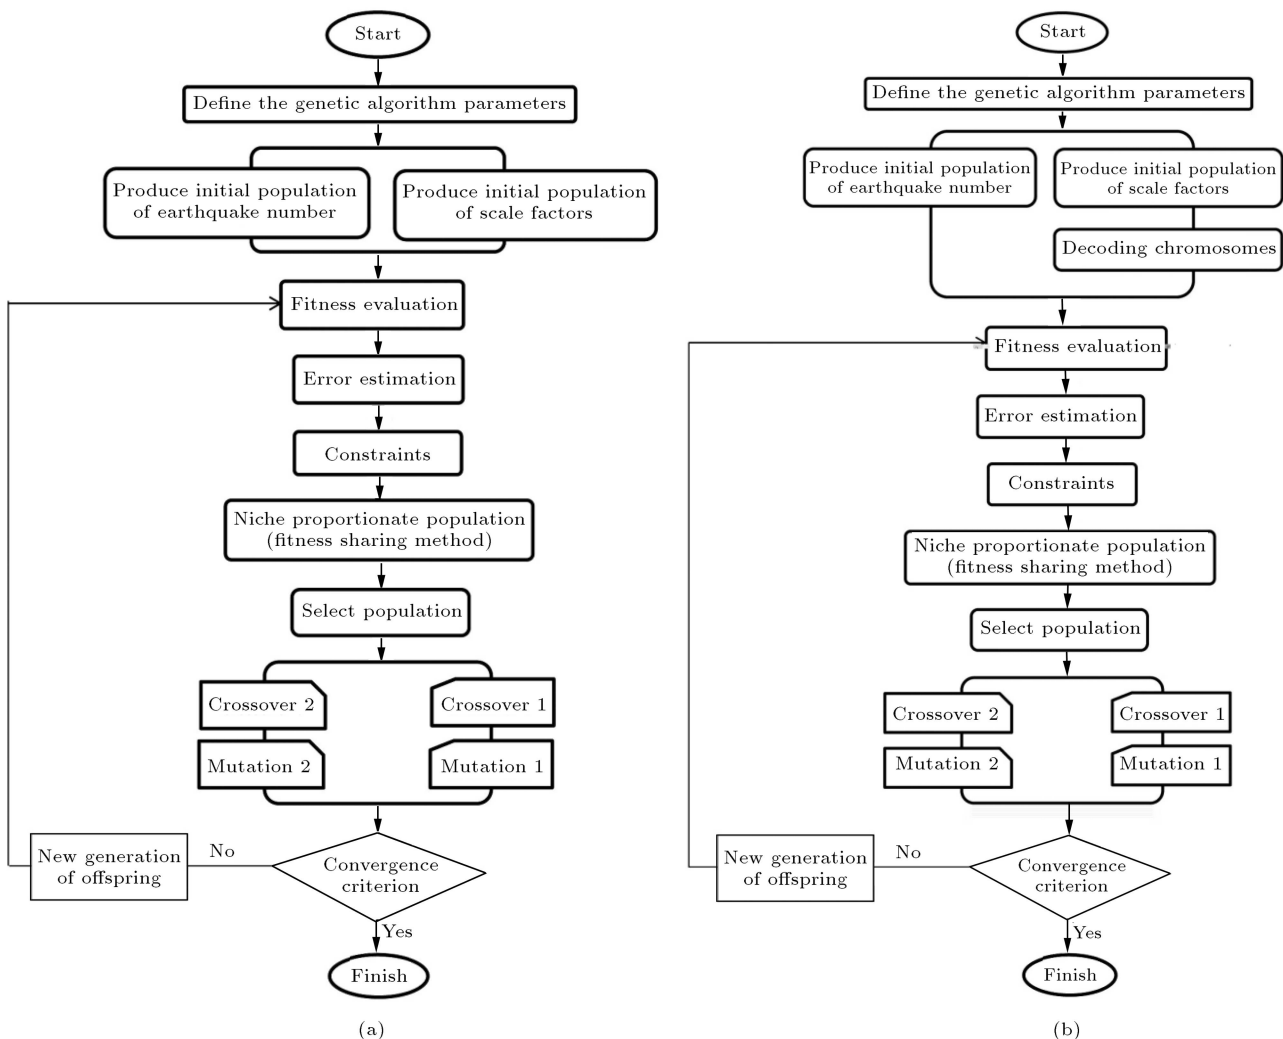 Start
Define the genetic algorithm parameters
Produce initial population
of earthquake number
Produce initial population
of scale factors
Fitness evaluation
Error estimation
Constraints
Niche proportionate population
(fitness sharing method)
Select population
Crossover 2
Crossover 1
Mutation 2
Mutation 1
New generation
of offspring
No
Convergence
criterion
Yes
Finish
(a)
Start
Define the genetic algorithm parameters
Produce initial population
of earthquake number
Produce initial population
of scale factors
Decoding chromosomes
Fitness evaluation
Error estimation
Constraints
Niche proportionate population
(fitness sharing method)
Select population
Crossover 2
Crossover 1
Mutation 2
Mutation 1
New generation
of offspring
No
Convergence
criterion
Yes
Finish
(b)